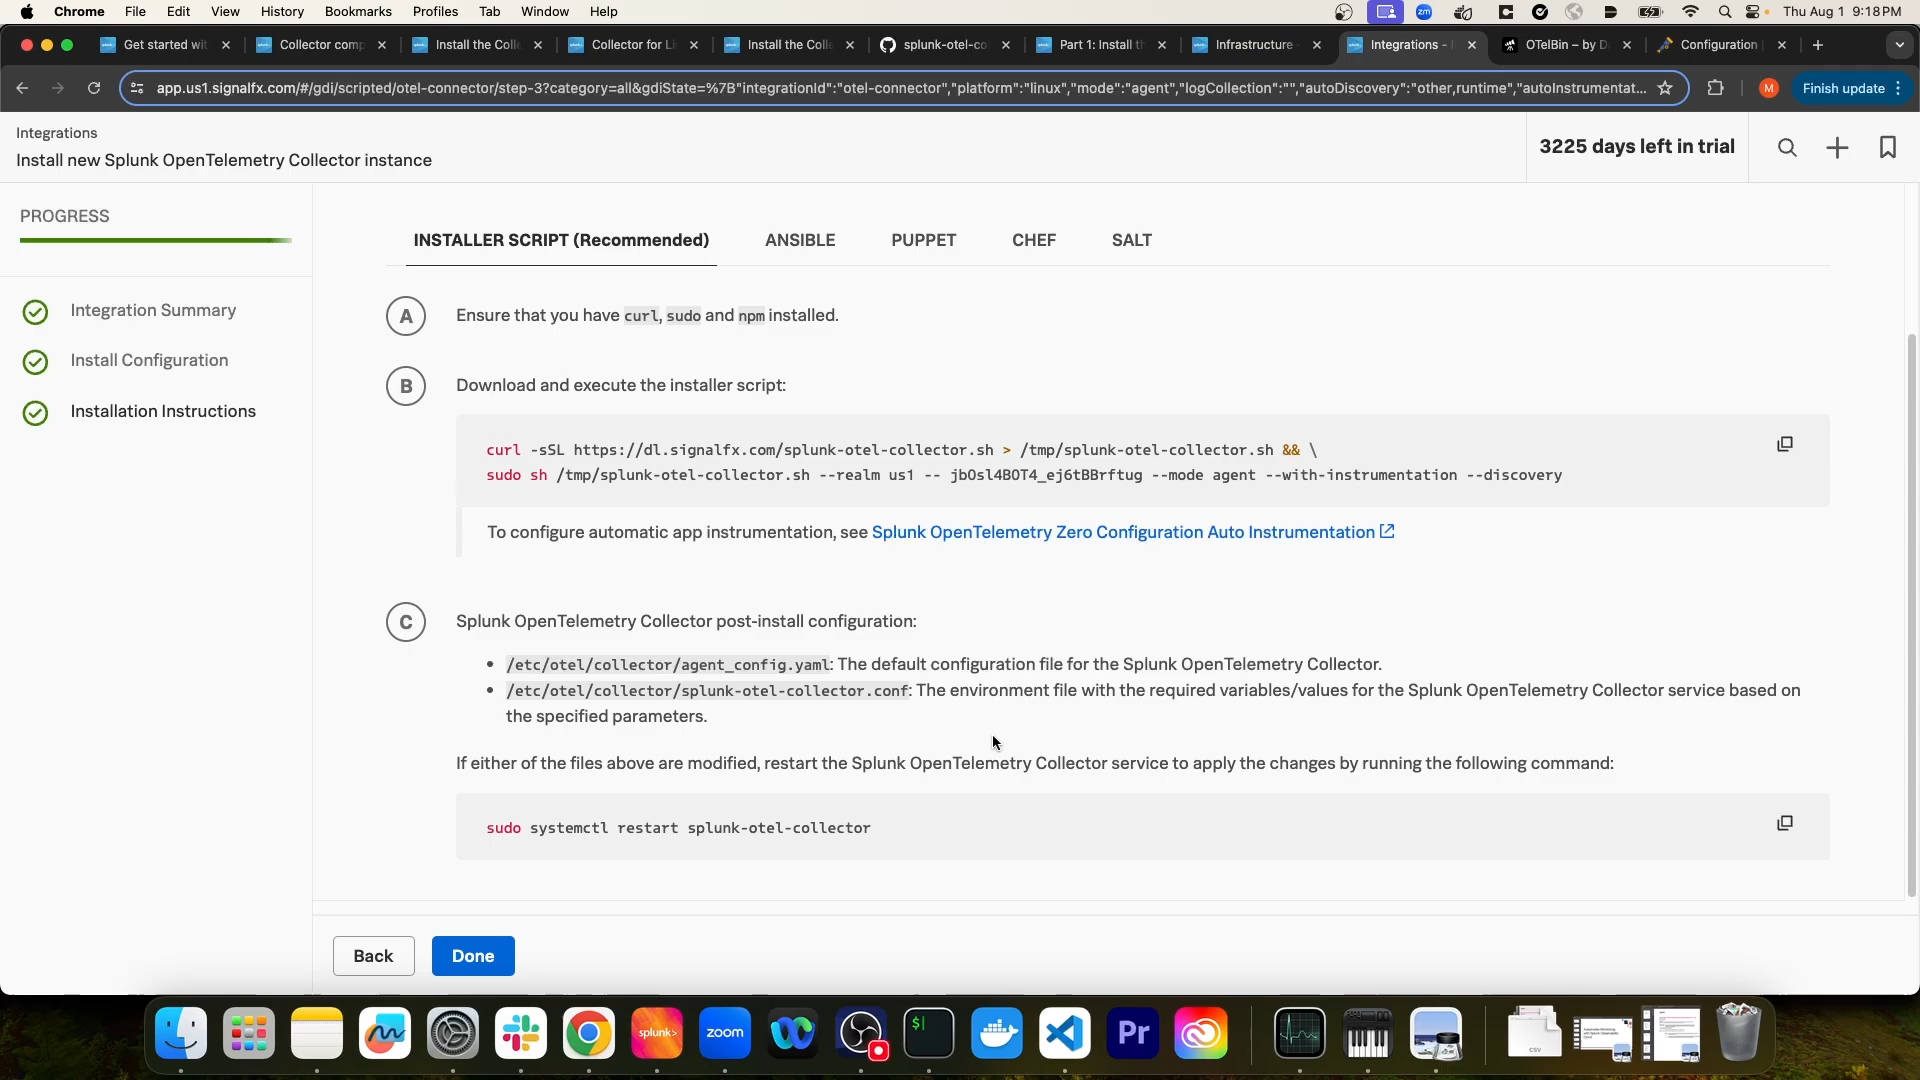 Chrome File Edit View History Bookmarks Profiles Tab Window Help
zm
Thu Aug 1 9:18 PM
Get started wit
Collector comp
Install the Colle
Collector for Li
Install the Colle
splunk-otel-co
Part 1: Install th
Infrastructure
Integrations -
OTelBin – by D
Configuration
app.us1.signalfx.com/#/gdi/scripted/otel-connector/step-3?category=all&gdiState=%7B"integrationId":"otel-connector","platform":"linux","mode":"agent","logCollection":"","autoDiscovery":"other,runtime","autoInstrumentat...
M
Finish update
Integrations
Install new Splunk OpenTelemetry Collector instance
3225 days left in trial
PROGRESS
Integration Summary
Install Configuration
Installation Instructions
INSTALLER SCRIPT (Recommended) ANSIBLE PUPPET CHEF SALT
A Ensure that you have curl, sudo and npm installed.
B Download and execute the installer script:
curl -sSL https://dl.signalfx.com/splunk-otel-collector.sh > /tmp/splunk-otel-collector.sh && \
sudo sh /tmp/splunk-otel-collector.sh --realm us1 -- jbOsl4BOT4_ej6tBBrftug --mode agent --with-instrumentation --discovery
To configure automatic app instrumentation, see Splunk OpenTelemetry Zero Configuration Auto Instrumentation
C Splunk OpenTelemetry Collector post-install configuration:
• /etc/otel/collector/agent_config.yaml: The default configuration file for the Splunk OpenTelemetry Collector.
• /etc/otel/collector/splunk-otel-collector.conf: The environment file with the required variables/values for the Splunk OpenTelemetry Collector service based on
the specified parameters.
If either of the files above are modified, restart the Splunk OpenTelemetry Collector service to apply the changes by running the following command:
sudo systemctl restart splunk-otel-collector
Back
Done
splunk>
zoom
$
Pr
CSV